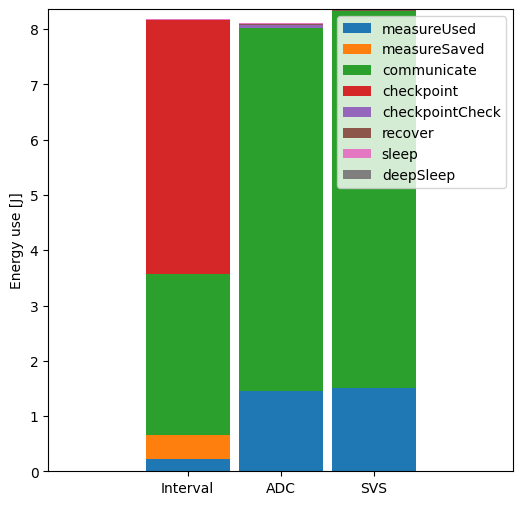 8
7
6
5
4
3
2
1
0
Energy use [J]
measureUsed
measureSaved
communicate
checkpoint
checkpointCheck
recover
sleep
deepSleep
Interval
ADC
SVS